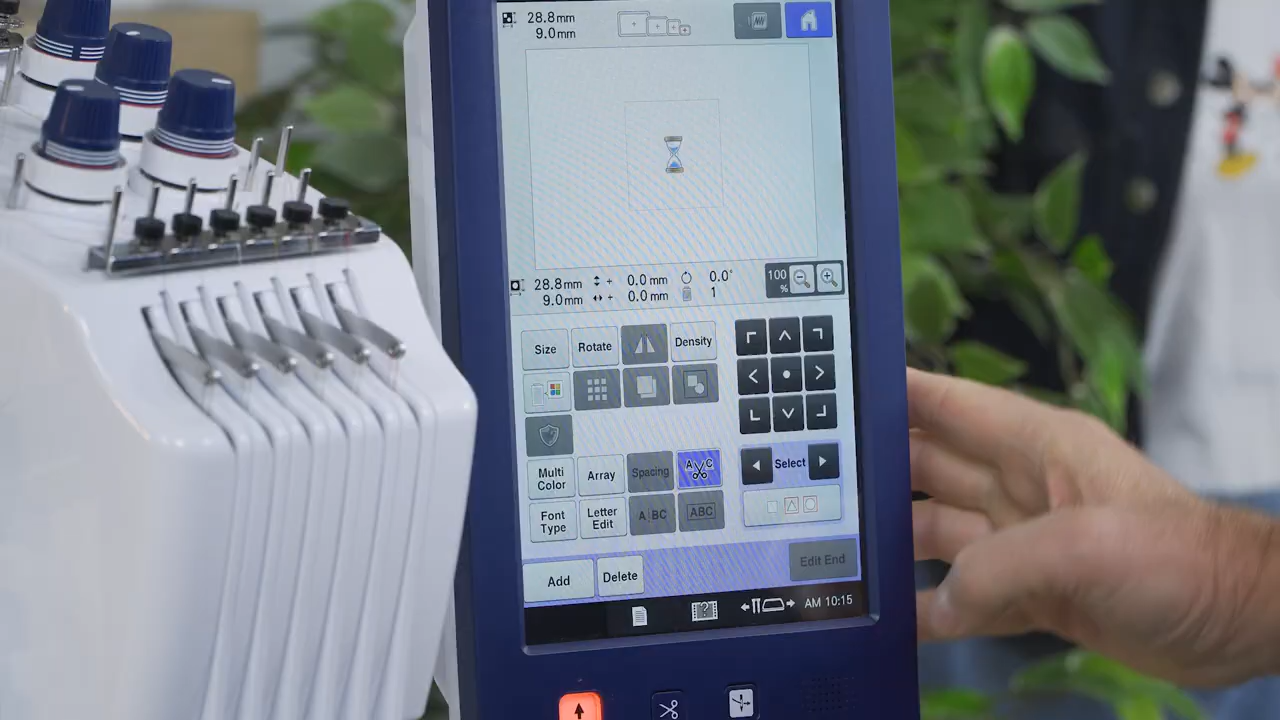 28.8mm
9.0mm
28.8mm + 0.0 mm 0.0°
9.0mm + 0.0 mm 1
100 %
Size Rotate Density
Multi Color Array Spacing A C
Select
Font Type Letter Edit A BC ABC
Add Delete Edit End
AM 10:15